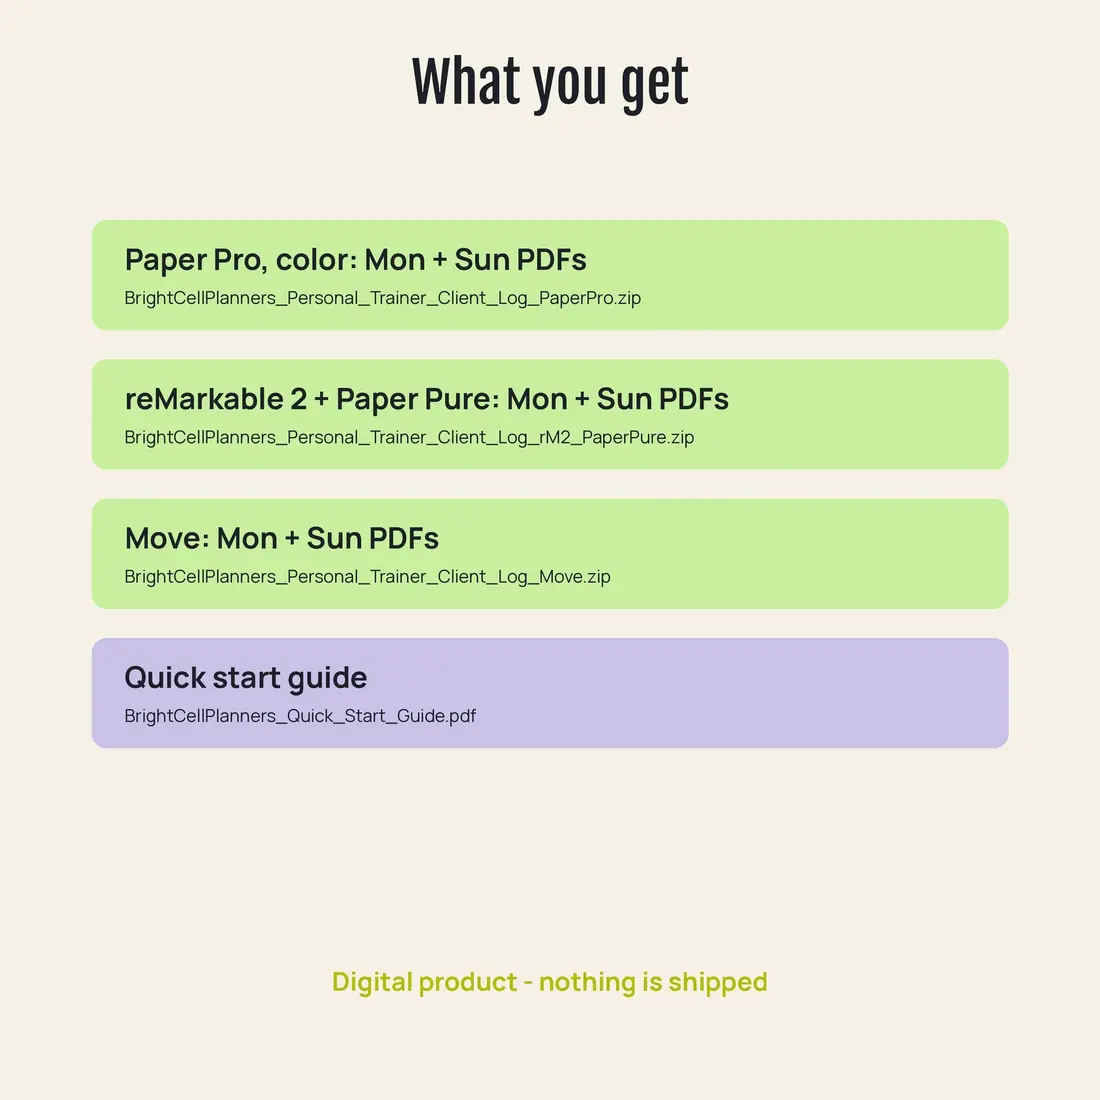 What you get
Paper Pro, color: Mon + Sun PDFs
BrightCellPlanners_Personal_Trainer_Client_Log_PaperPro.zip
reMarkable 2 + Paper Pure: Mon + Sun PDFs
BrightCellPlanners_Personal_Trainer_Client_Log_rM2_PaperPure.zip
Move: Mon + Sun PDFs
BrightCellPlanners_Personal_Trainer_Client_Log_Move.zip
Quick start guide
BrightCellPlanners_Quick_Start_Guide.pdf
Digital product - nothing is shipped